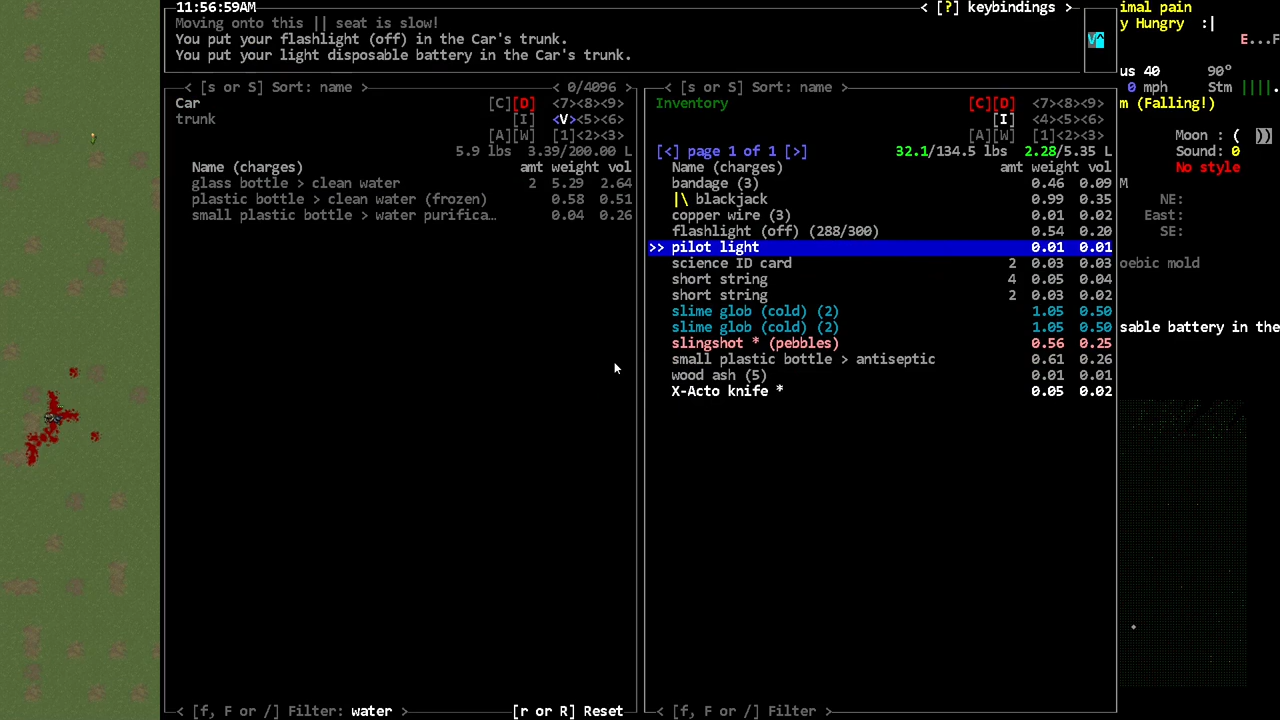 11:56:59AM < [?] keybindings >
Moving onto this || seat is slow!
You put your flashlight (off) in the Car's trunk.
You put your light disposable battery in the Car's trunk.
V^
imal pain
y Hungry :|
E...F
us 40 90°
0 mph Stm ||||.
m (Falling!)
Moon : ( ))
Sound: 0
No style
M
NE:
East:
SE:
oebic mold
sable battery in the
< [s or S] Sort: name > < 0/4096 >
Car [C][D] <7><8><9>
trunk [I] <V><5><6>
[A][W] [1]<2><3>
5.9 lbs 3.39/200.00 L
Name (charges) amt weight vol
glass bottle > clean water 2 5.29 2.64
plastic bottle > clean water (frozen) 0.58 0.51
small plastic bottle > water purifica… 0.04 0.26
< [f, F or /] Filter: water > [r or R] Reset
< [s or S] Sort: name >
Inventory [C][D] <7><8><9>
[I] <4><5><6>
[A][W] [1]<2><3>
[<] page 1 of 1 [>] 32.1/134.5 lbs 2.28/5.35 L
Name (charges) amt weight vol
bandage (3) 0.46 0.09
|\ blackjack 0.99 0.35
copper wire (3) 0.01 0.02
flashlight (off) (288/300) 0.54 0.20
>> pilot light 0.01 0.01
science ID card 2 0.03 0.03
short string 4 0.05 0.04
short string 2 0.03 0.02
slime glob (cold) (2) 1.05 0.50
slime glob (cold) (2) 1.05 0.50
slingshot * (pebbles) 0.56 0.25
small plastic bottle > antiseptic 0.61 0.26
wood ash (5) 0.01 0.01
X-Acto knife * 0.05 0.02
< [f, F or /] Filter >